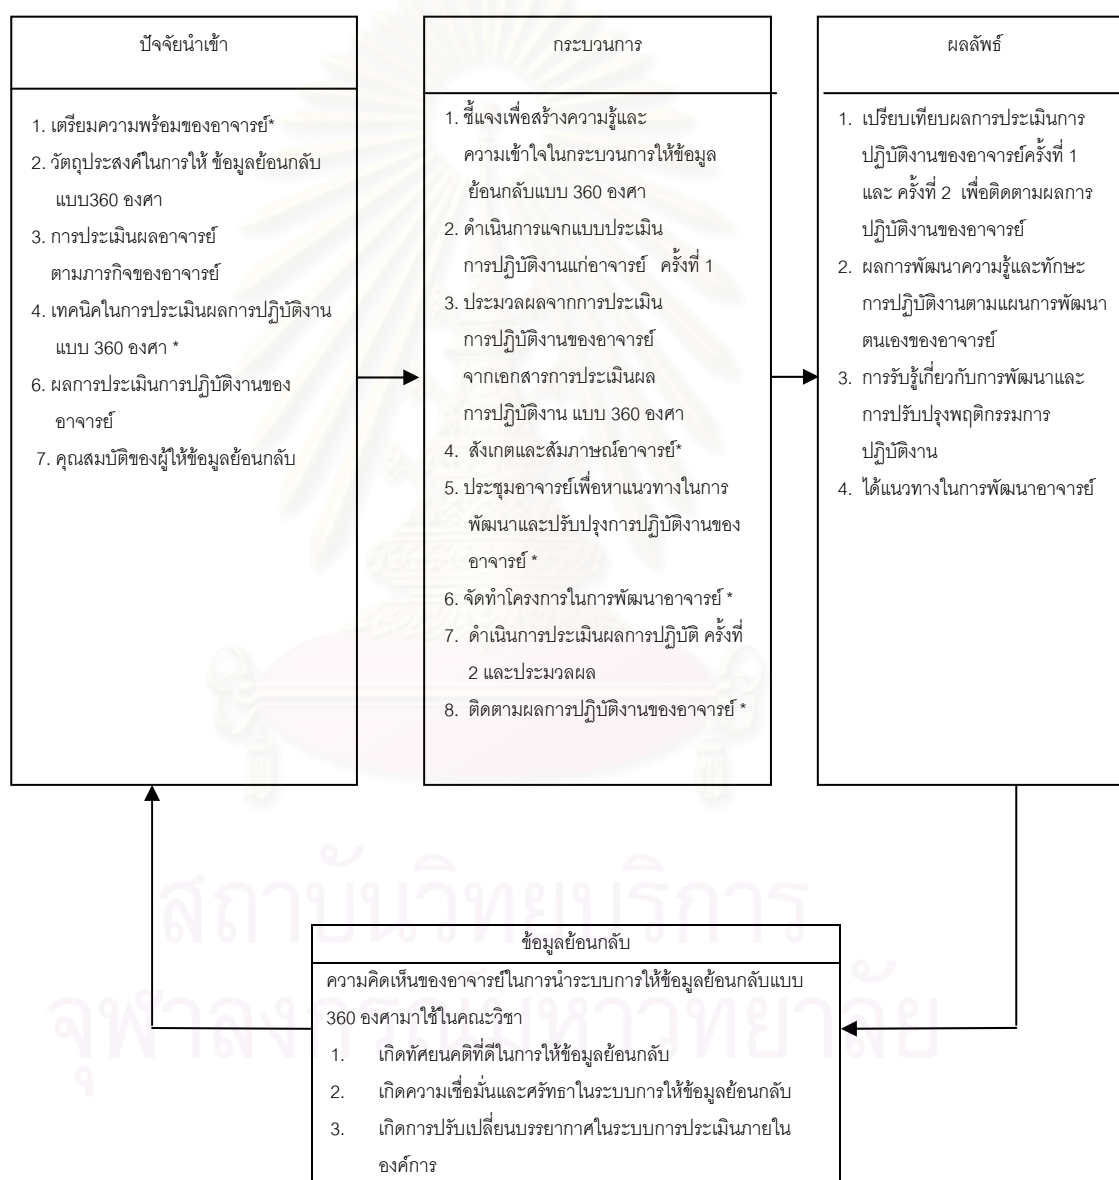 ปัจจัยนำเข้า
1. เตรียมความพร้อมของอาจารย์*
2. วัตถุประสงค์ในการให้ ข้อมูลย้อนกลับ
แบบ360 องศา
3. การประเมินผลอาจารย์
ตามภารกิจของอาจารย์
4. เทคนิคในการประเมินผลการปฏิบัติงาน
แบบ 360 องศา *
6. ผลการประเมินการปฏิบัติงานของ
อาจารย์
7. คุณสมบัติของผู้ให้ข้อมูลย้อนกลับ
กระบวนการ
1. ชี้แจงเพื่อสร้างความรู้และ
ความเข้าใจในกระบวนการให้ข้อมูล
ย้อนกลับแบบ 360 องศา
2. ดำเนินการแจกแบบประเมิน
การปฏิบัติงานแก่อาจารย์ ครั้งที่ 1
3. ประมวลผลจากการประเมิน
การปฏิบัติงานของอาจารย์
จากเอกสารการประเมินผล
การปฏิบัติงาน แบบ 360 องศา
4. สังเกตและสัมภาษณ์อาจารย์*
5. ประชุมอาจารย์เพื่อหาแนวทางในการ
พัฒนาและปรับปรุงการปฏิบัติงานของ
อาจารย์ *
6. จัดทำโครงการในการพัฒนาอาจารย์ *
7. ดำเนินการประเมินผลการปฏิบัติ ครั้งที่
2 และประมวลผล
8. ติดตามผลการปฏิบัติงานของอาจารย์ *
ผลลัพธ์
1. เปรียบเทียบผลการประเมินการ
ปฏิบัติงานของอาจารย์ครั้งที่ 1
และ ครั้งที่ 2 เพื่อติดตามผลการ
ปฏิบัติงานของอาจารย์
2. ผลการพัฒนาความรู้และทักษะ
การปฏิบัติงานตามแผนการพัฒนา
ตนเองของอาจารย์
3. การรับรู้เกี่ยวกับการพัฒนาและ
การปรับปรุงพฤติกรรมการ
ปฏิบัติงาน
4. ได้แนวทางในการพัฒนาอาจารย์
สถาบันวิทยบริการ
จุฬาลงกรณ์มหาวิทยาลัย
ข้อมูลย้อนกลับ
ความคิดเห็นของอาจารย์ในการนำระบบการให้ข้อมูลย้อนกลับแบบ
360 องศามาใช้ในคณะวิชา
1. เกิดทัศยนคติที่ดีในการให้ข้อมูลย้อนกลับ
2. เกิดความเชื่อมั่นและศรัทธาในระบบการให้ข้อมูลย้อนกลับ
3. เกิดการปรับเปลี่ยนบรรยากาศในระบบการประเมินภายใน
องค์การ